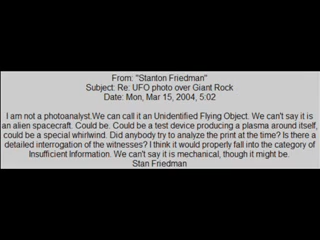 From: "Stanton Friedman"
Subject: Re: UFO photo over Giant Rock
Date: Mon, Mar 15, 2004, 5:02
I am not a photoanalyst.We can call it an Unidentified Flying Object. We can't say it is
an alien spacecraft. Could be. Could be a test device producing a plasma around itself,
could be a special whirlwind. Did anybody try to analyze the print at the time? Is there a
detailed interrogation of the witnesses? I think it would properly fall into the category of
Insufficient Information. We can't say it is mechanical, though it might be.
Stan Friedman